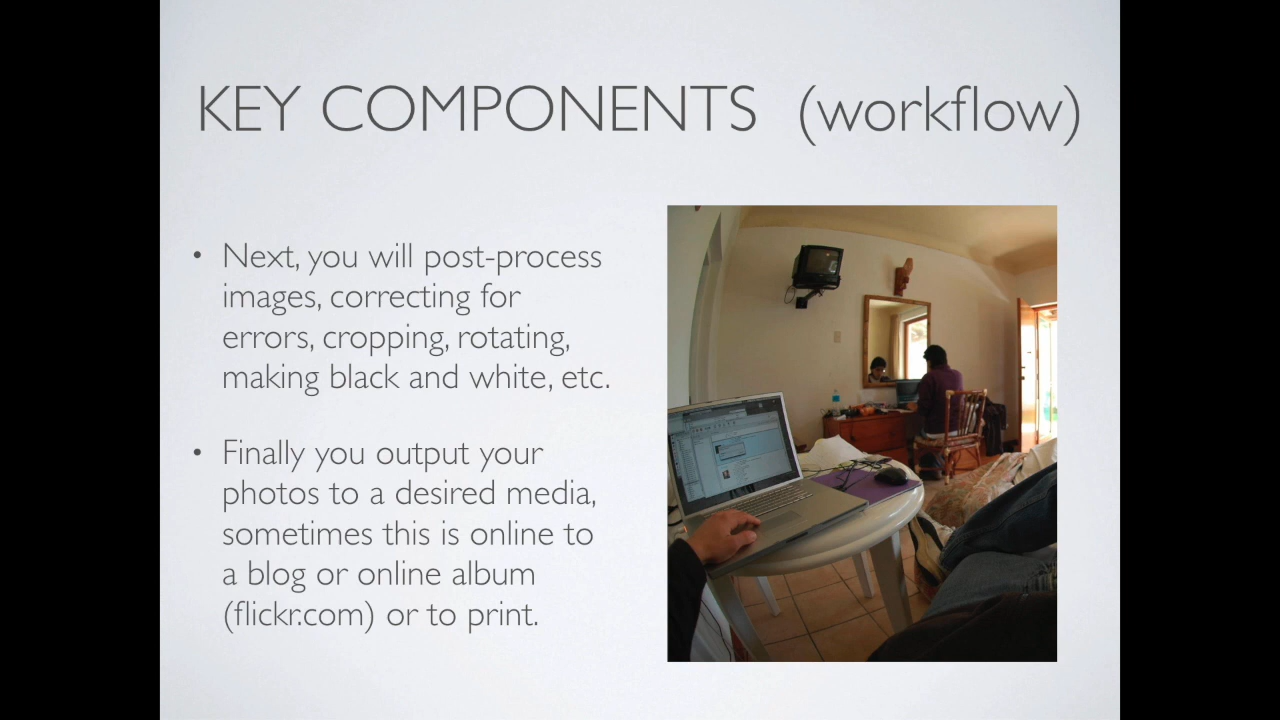 KEY COMPONENTS (workflow)
• Next, you will post-process
images, correcting for
errors, cropping, rotating,
making black and white, etc.
• Finally you output your
photos to a desired media,
sometimes this is online to
a blog or online album
(flickr.com) or to print.